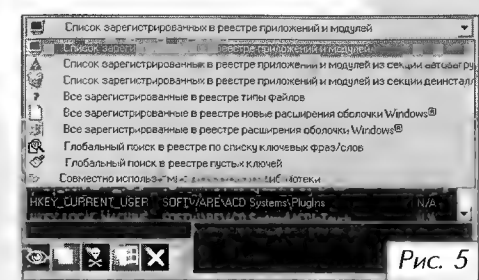 Список зарегистрированных в реестре приложений и модулей
Список реестре приложений и модулей
Список зарегистрированных в реестре приложений и модулей из секции автозагру
Список зарегистрированных в реестре приложений и модулей из секции деинсталл
Все зарегистрированные в реестре типы файлов
Все зарегистрированные в реестре новые расширения оболочки Windows®
Все зарегистрированные в реестре расширения оболочки Windows®
Глобальный поиск в реестре по списку ключевых фраз/слов
Глобальный поиск в реестре пустых ключей
Совместно
HKEY_CURRENT_USER SOFTWARE\ACD Systems\PlugIns N/A
Рис. 5